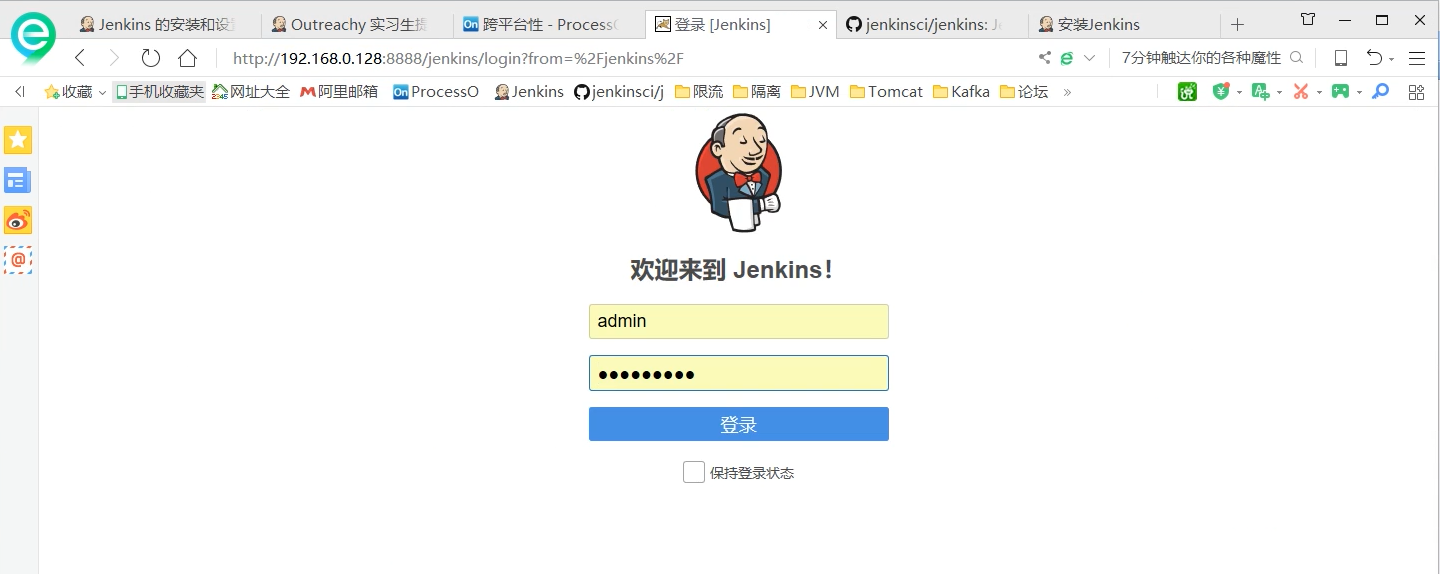 Jenkins 的安装和设
Outreachy 实习生提
跨平台性 - ProcessO
登录 [Jenkins]
jenkinsci/jenkins: Je
安装Jenkins
http://192.168.0.128:8888/jenkins/login?from=%2Fjenkins%2F
7分钟触达你的各种魔性
收藏
手机收藏夹
网址大全
阿里邮箱
On ProcessO
Jenkins
jenkinsci/j
限流
隔离
JVM
Tomcat
Kafka
论坛
»
欢迎来到 Jenkins!
admin
●●●●●●●●●
登录
保持登录状态